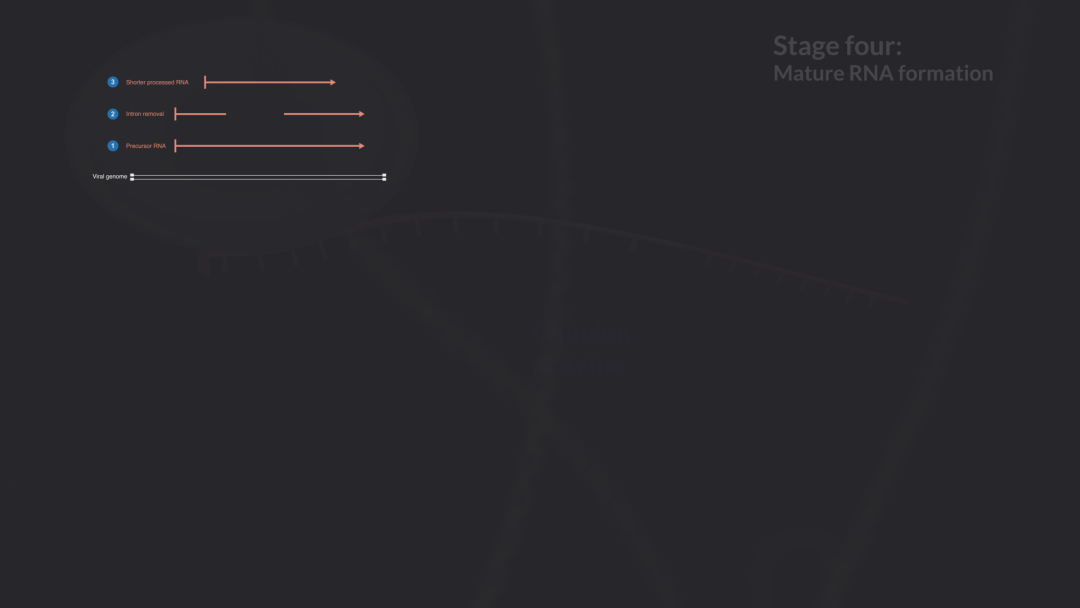 Stage four:
Mature RNA formation
3 Shorter processed RNA
2 Intron removal
1 Precursor RNA
Viral genome